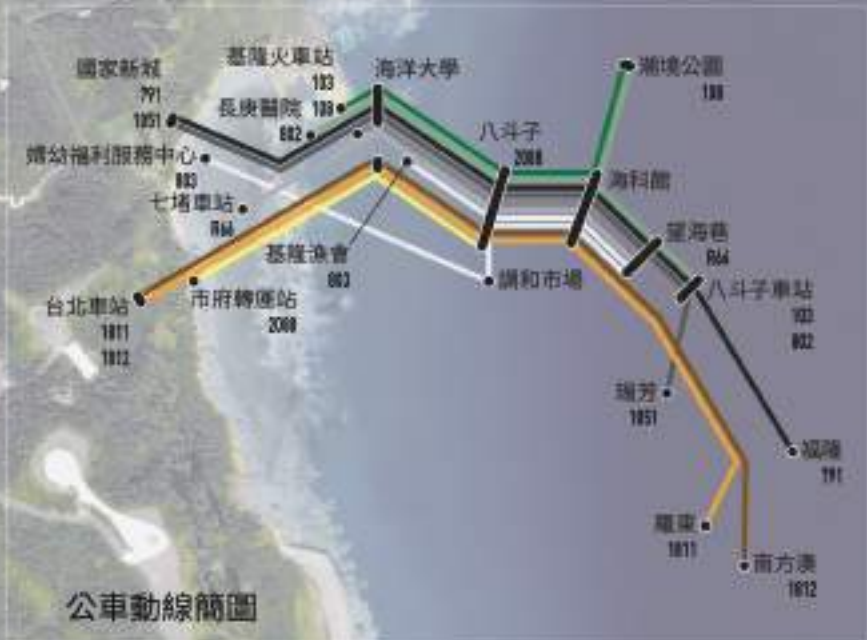 國家新城
791
1051
基隆火車站
103
108
海洋大學
潮境公園
108
長庚醫院
802
八斗子
2088
婦幼福利服務中心
803
海科館
七堵車站
R66
望海巷
R66
基隆漁會
803
調和市場
八斗子車站
103
802
台北車站
1811
1812
市府轉運站
2088
瑞芳
1051
福隆
791
羅東
1811
南方澳
1812
公車動線簡圖